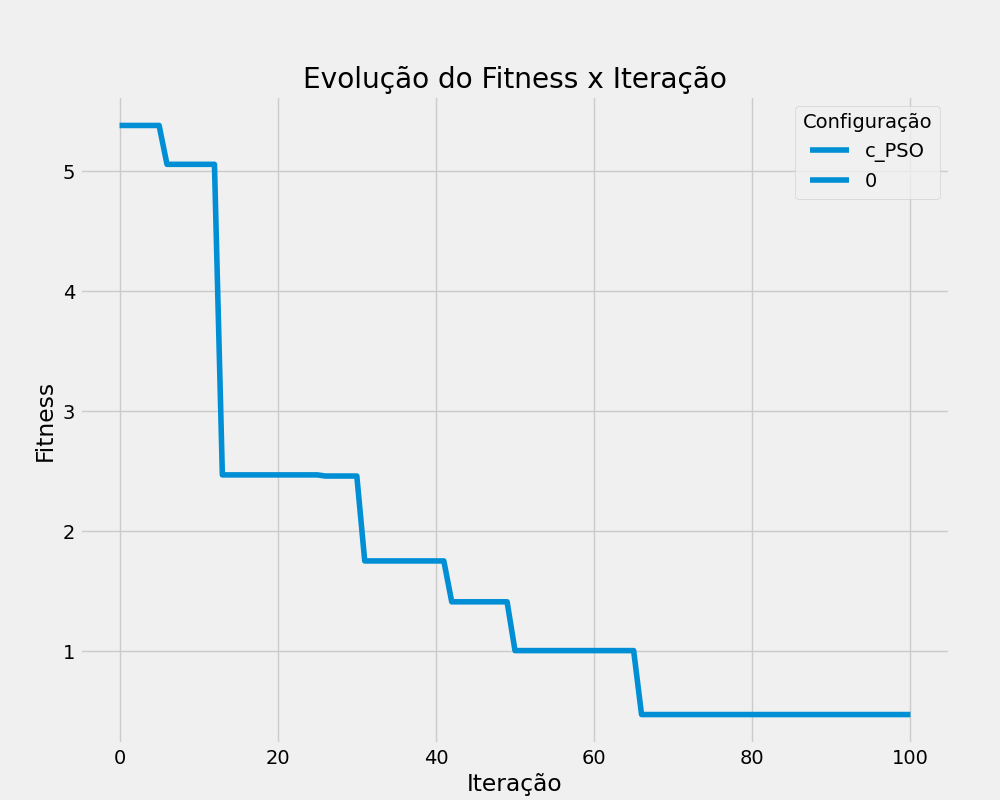 Evolução do Fitness x Iteração
Configuração
c_PSO
0
Fitness
5
4
3
2
1
0 20 40 60 80 100
Iteração